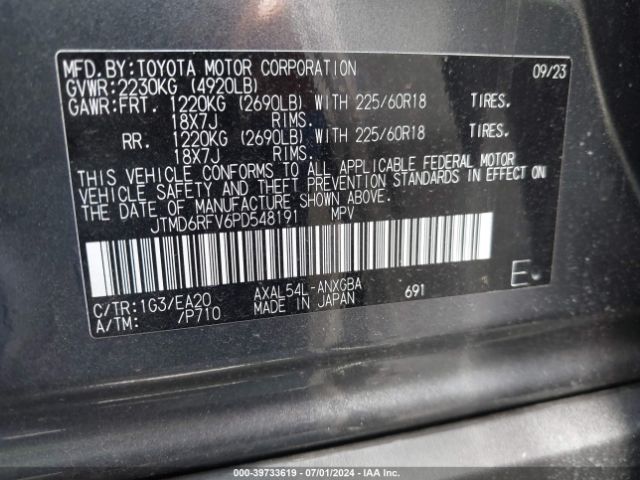 MFD.BY:TOYOTA MOTOR CORPORATION 09/23
GVWR:2230KG (4920LB)
GAWR:FRT. 1220KG (2690LB) WITH 225/60R18 TIRES.
18X7J RIMS.
RR. 1220KG (2690LB) WITH 225/60R18 TIRES.
18X7J RIMS.
THIS VEHICLE CONFORMS TO ALL APPLICABLE FEDERAL MOTOR
VEHICLE SAFETY AND THEFT PREVENTION STANDARDS IN EFFECT ON
THE DATE OF MANUFACTURE SHOWN ABOVE.
JTMD6RFV6PD548191 MPV
C/TR:1G3/EA20 AXAL54L-ANXGBA 691 E.
A/TM: /P710 MADE IN JAPAN
000-39733619 - 07/01/2024 - IAA Inc.